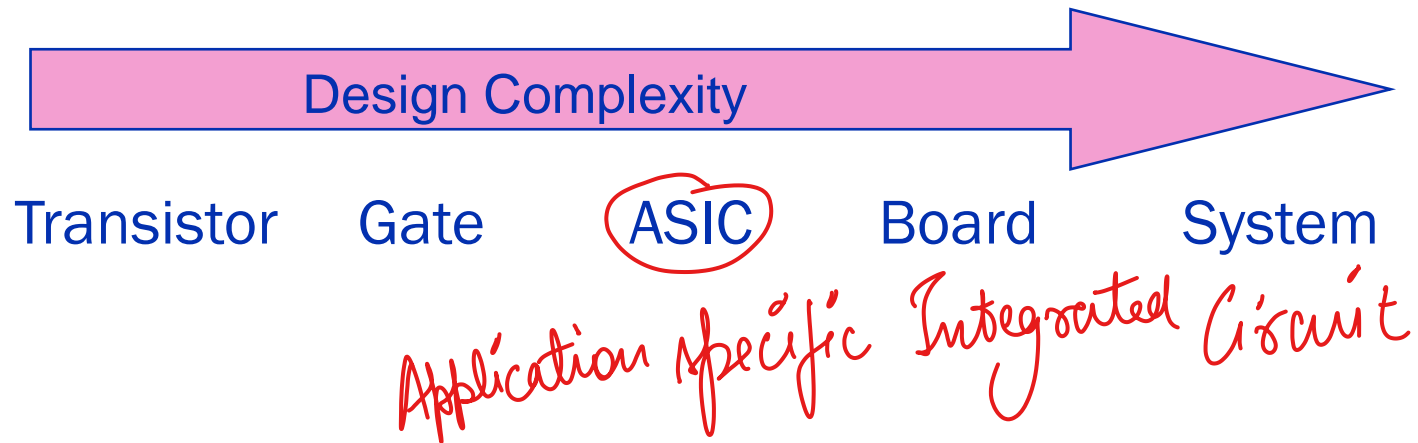 Design Complexity
Transistor Gate ASIC Board System
Application specific Integrated Circuit